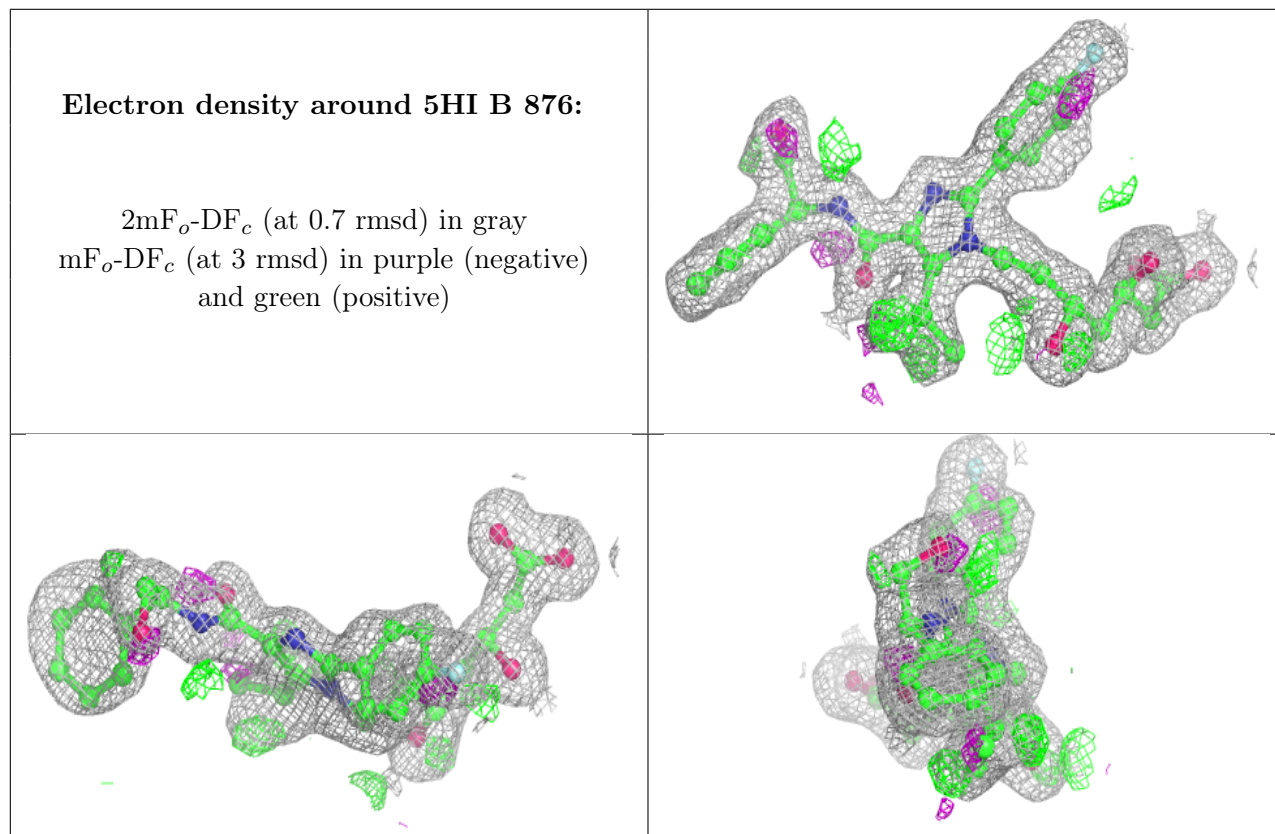 Electron density around 5HI B 876:
2mFo-DFc (at 0.7 rmsd) in gray
mFo-DFc (at 3 rmsd) in purple (negative)
and green (positive)